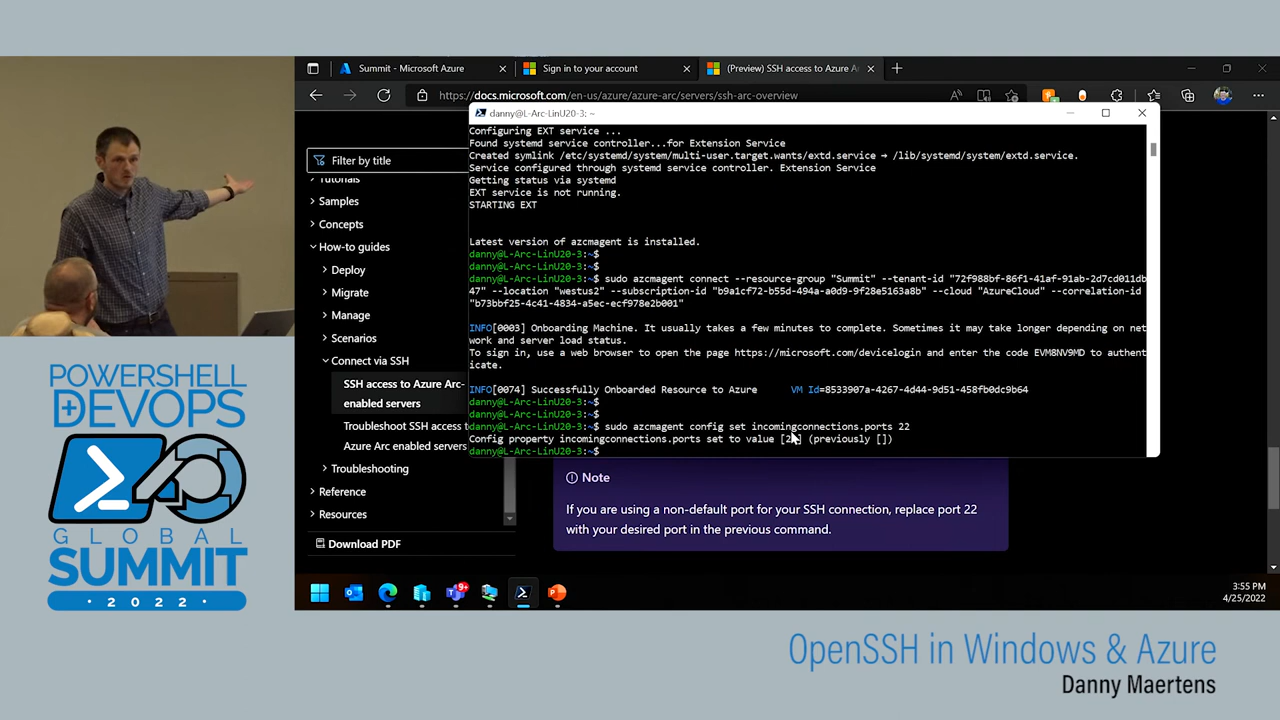 Summit - Microsoft Azure
Sign in to your account
(Preview) SSH access to Azure Ar
https://docs.microsoft.com/en-us/azure/azure-arc/servers/ssh-arc-overview
Filter by title
Tutorials
Samples
Concepts
How-to guides
Deploy
Migrate
Manage
Scenarios
Connect via SSH
SSH access to Azure Arc-
enabled servers
Troubleshoot SSH access to
Azure Arc enabled servers
Troubleshooting
Reference
Resources
Download PDF
danny@L-Arc-LinU20-3: ~
Configuring EXT service ...
Found systemd service controller...for Extension Service
Created symlink /etc/systemd/system/multi-user.target.wants/extd.service → /lib/systemd/system/extd.service.
Service configured through systemd service controller. Extension Service
Getting status via systemd
EXT service is not running.
STARTING EXT
Latest version of azcmagent is installed.
danny@L-Arc-LinU20-3:~$
danny@L-Arc-LinU20-3:~$
danny@L-Arc-LinU20-3:~$ sudo azcmagent connect --resource-group "Summit" --tenant-id "72f988bf-86f1-41af-91ab-2d7cd011db
47" --location "westus2" --subscription-id "b9a1cf72-b55d-494a-a0d9-9f28e5163a8b" --cloud "AzureCloud" --correlation-id
"b73bbf25-4c41-4834-a5ec-ecf978e2b001"
INFO[0003] Onboarding Machine. It usually takes a few minutes to complete. Sometimes it may take longer depending on net
work and server load status.
To sign in, use a web browser to open the page https://microsoft.com/devicelogin and enter the code EVM8NV9MD to authent
icate.
INFO[0074] Successfully Onboarded Resource to Azure VM Id=8533907a-4267-4d44-9d51-458fb0dc9b64
danny@L-Arc-LinU20-3:~$
danny@L-Arc-LinU20-3:~$
danny@L-Arc-LinU20-3:~$ sudo azcmagent config set incomingconnections.ports 22
Config property incomingconnections.ports set to value [22] (previously [])
danny@L-Arc-LinU20-3:~$
Note
If you are using a non-default port for your SSH connection, replace port 22
with your desired port in the previous command.
9+
3:55 PM
4/25/2022
POWERSHELL
+DEVOPS
GLOBAL
SUMMIT
· 2022 ·
OpenSSH in Windows & Azure
Danny Maertens